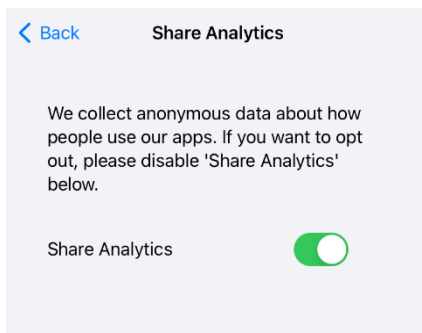 Back
Share Analytics
We collect anonymous data about how
people use our apps. If you want to opt
out, please disable 'Share Analytics'
below.
Share Analytics